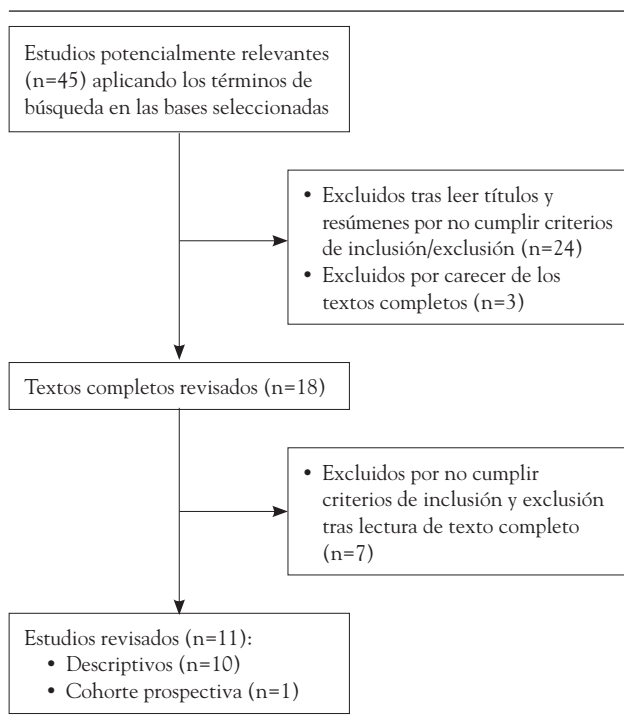 Estudios potencialmente relevantes
(n=45) aplicando los términos de
búsqueda en las bases seleccionadas
• Excluidos tras leer títulos y
resúmenes por no cumplir criterios
de inclusión/exclusión (n=24)
• Excluidos por carecer de los
textos completos (n=3)
Textos completos revisados (n=18)
• Excluidos por no cumplir
criterios de inclusión y exclusión
tras lectura de texto completo
(n=7)
Estudios revisados (n=11):
• Descriptivos (n=10)
• Cohorte prospectiva (n=1)